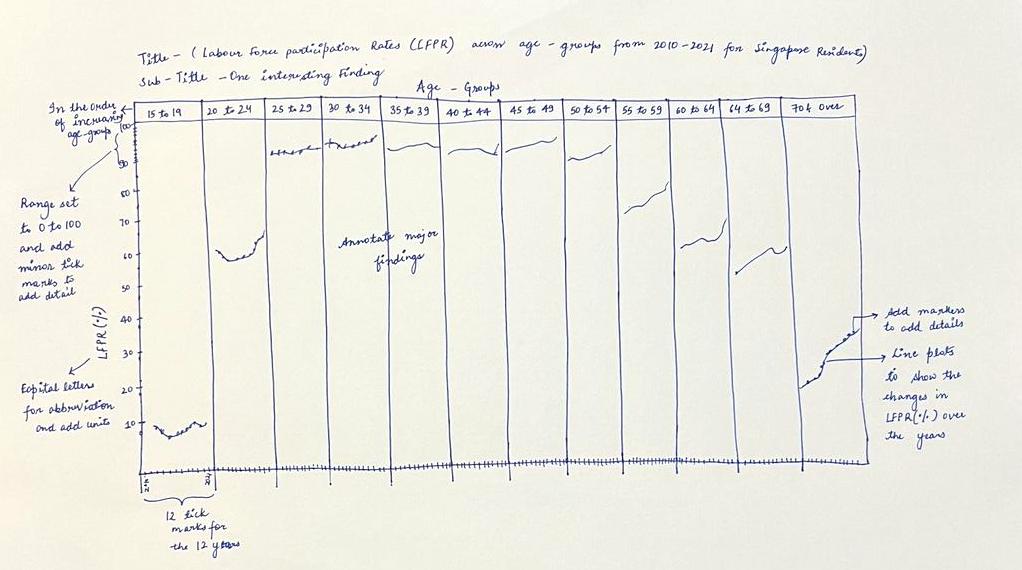 Title - ( Labour Force participation Rates (LFPR) across age - groups from 2010-2021 for Singapore Residents)
Sub-Title - One interesting finding
Age - Groups
In the order
of increasing
age-groups
15 to 19 20 to 24 25 to 29 30 to 34 35 to 39 40 to 44 45 to 49 50 to 54 55 to 59 60 to 64 64 to 69 70 & over
100
90
80
70
60
50
40
30
20
10
Range set
to 0 to 100
and add
minor tick
marks to
add detail
LFPR (%)
Capital letters
for abbreviation
and add units
Annotate major
findings
Add markers
to add details
Line plots
to show the
changes in
LFPR(%) over
the years
2021
12 tick
marks for
the 12 years